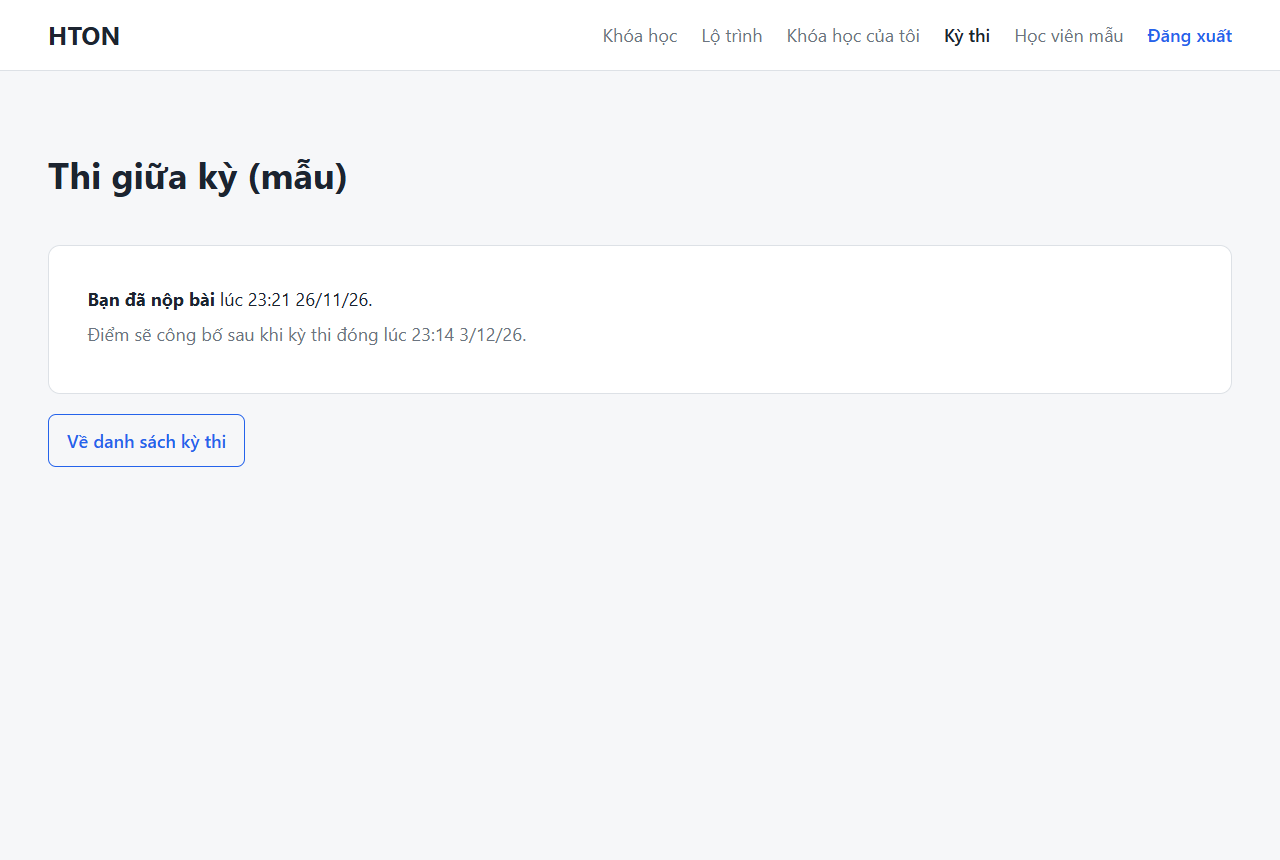 HTON
Khóa học Lộ trình Khóa học của tôi Kỳ thi Học viên mẫu Đăng xuất
Thi giữa kỳ (mẫu)
Bạn đã nộp bài lúc 23:21 26/11/26.
Điểm sẽ công bố sau khi kỳ thi đóng lúc 23:14 3/12/26.
Về danh sách kỳ thi